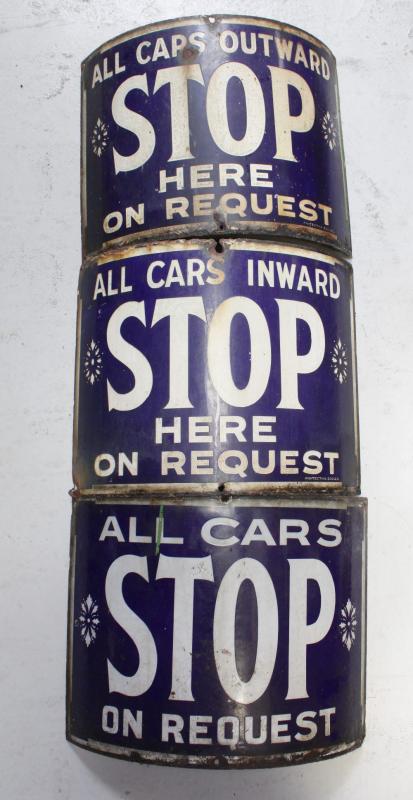 ALL CARS OUTWARD
STOP
HERE
ON REQUEST
ALL CARS INWARD
STOP
HERE
ON REQUEST
ALL CARS
STOP
ON REQUEST